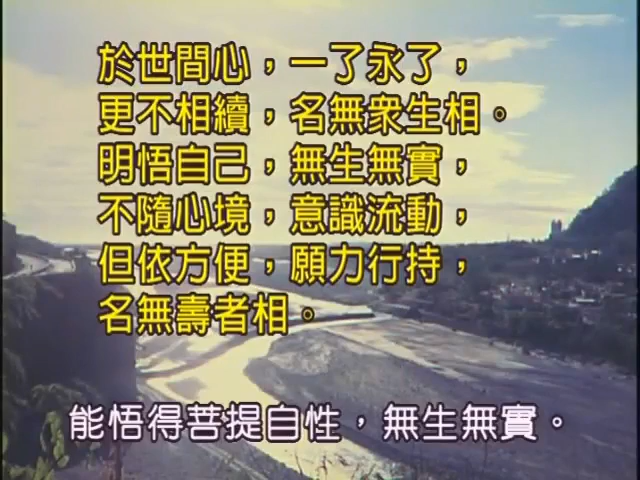 於世間心，一了永了，
更不相續，名無衆生相。
明悟自己，無生無實，
不隨心境，意識流動，
但依方便，願力行持，
名無壽者相。
能悟得菩提自性，無生無實。